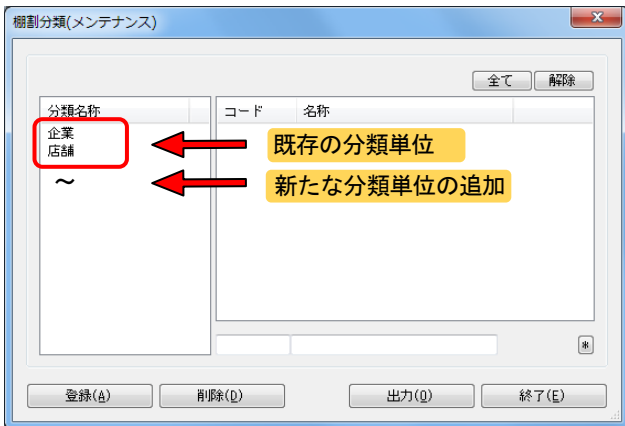 棚割分類(メンテナンス)
全て 解除
分類名称 コード 名称
企業
店舗
既存の分類単位
～
新たな分類単位の追加
*
登録(A) 削除(D) 出力(O) 終了(E)